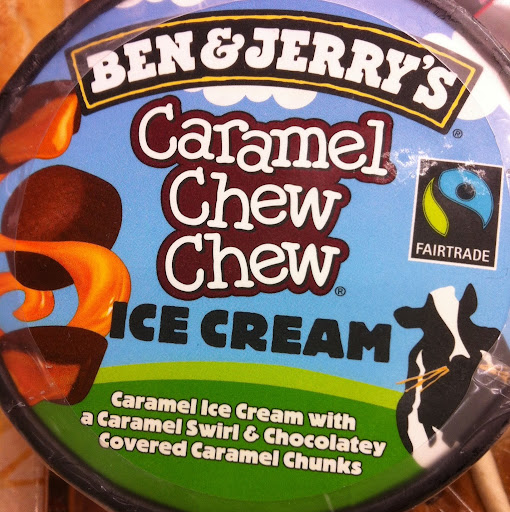 BEN & JERRY'S
®
Caramel
Chew
Chew
®
ICE CREAM
FAIRTRADE
Caramel Ice Cream with
a Caramel Swirl & Chocolatey
Covered Caramel Chunks